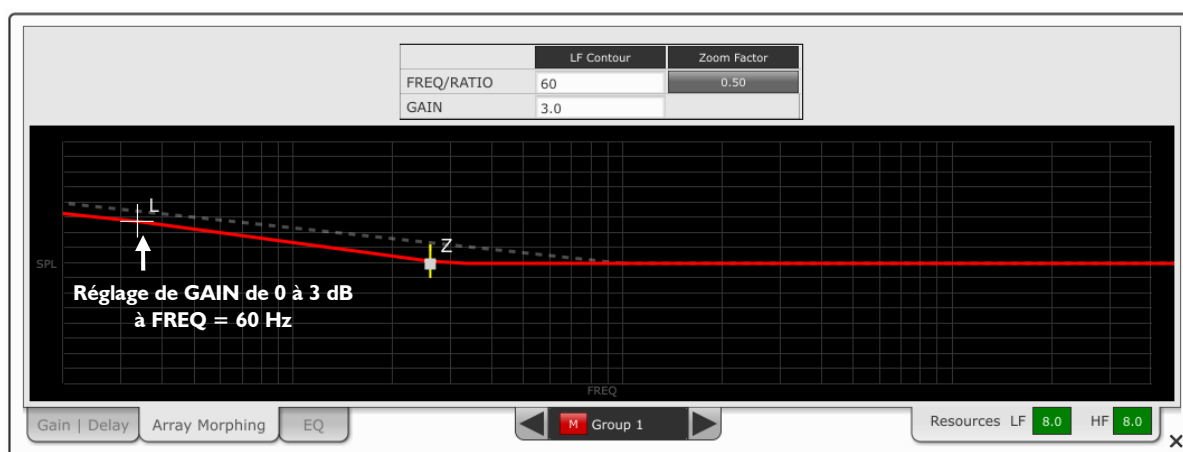 LF Contour Zoom Factor
FREQ/RATIO 60 0.50
GAIN 3.0
L
Z
SPL
Réglage de GAIN de 0 à 3 dB
à FREQ = 60 Hz
FREQ
Gain | Delay Array Morphing EQ M Group 1 Resources LF 8.0 HF 8.0